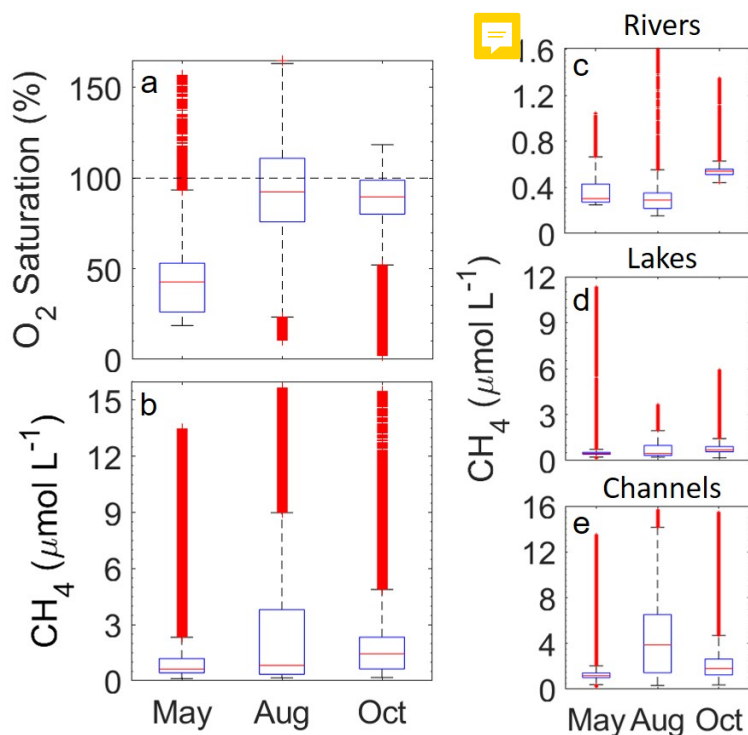 a
O2 Saturation (%)
150
100
50
0
b
CH4 (μmol L-1)
15
12
9
6
3
0
May Aug Oct
Rivers
c
1.6
1.2
0.8
0.4
0
Lakes
d
12
9
6
3
0
CH4 (μmol L-1)
Channels
e
16
12
8
4
0
May Aug Oct